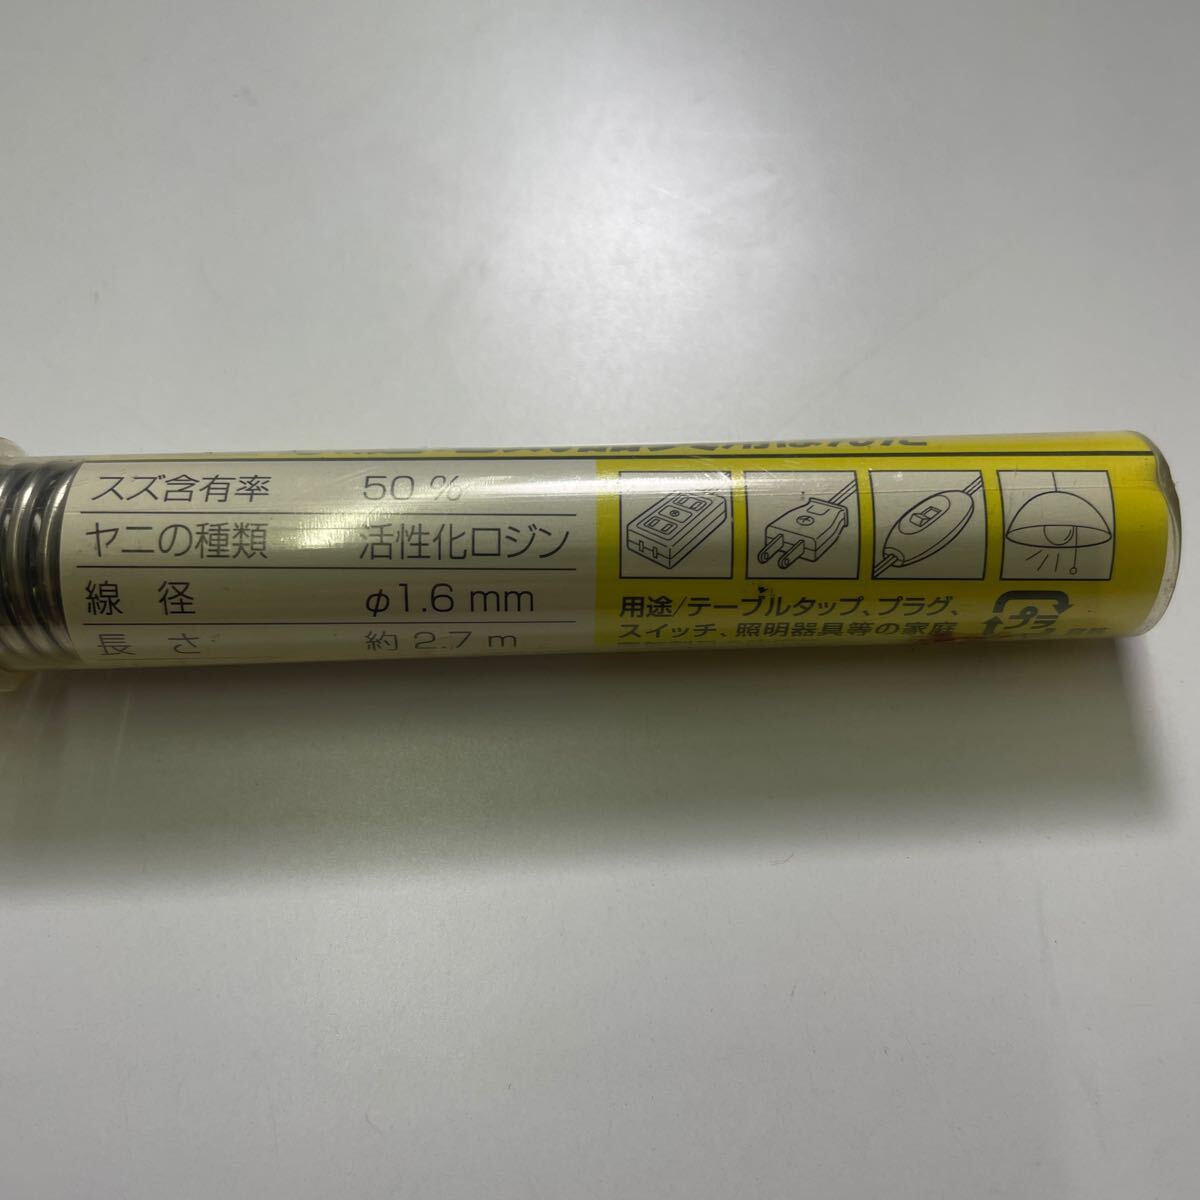 スズ含有率 50 %
ヤニの種類 活性化ロジン
線 径 φ1.6 mm
長 さ 約 2.7 m
用途/テーブルタップ、プラグ、
スイッチ、照明器具等の家庭
プラ